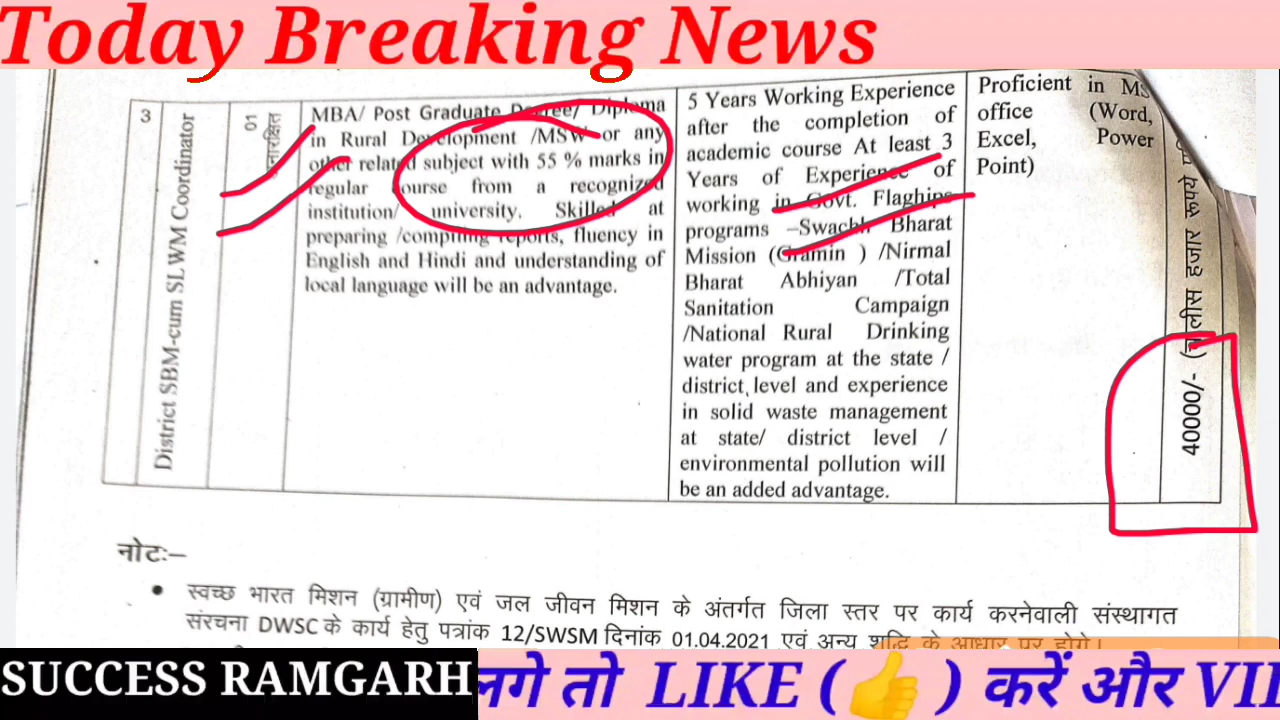 Today Breaking News
3
District SBM-cum SLWM Coordinator
01
MBA/ Post Graduate Degree/ Diploma
in Rural Development /MSW or any
other related subject with 55 % marks in
regular course from a recognized
institution/ university. Skilled at
preparing /compiling reports, fluency in
English and Hindi and understanding of
local language will be an advantage.
5 Years Working Experience
after the completion of
academic course At least 3
Years of Experience of
working in Govt. Flaghips
programs –Swachh Bharat
Mission (Gramin ) /Nirmal
Bharat Abhiyan /Total
Sanitation Campaign
/National Rural Drinking
water program at the state /
district level and experience
in solid waste management
at state/ district level /
environmental pollution will
be an added advantage.
Proficient in MS
office (Word,
Excel, Power
Point)
40000/- (चालीस हजार रूपये
नोटः–
• स्वच्छ भारत मिशन (ग्रामीण) एवं जल जीवन मिशन के अंतर्गत जिला स्तर पर कार्य करनेवाली संस्थागत
संरचना DWSC के कार्य हेतु पत्रांक 12/SWSM दिनांक 01.04.2021 एवं अन्य शुद्धि के आधार पर होगे।
SUCCESS RAMGARH
लगे तो LIKE (👍) करें और